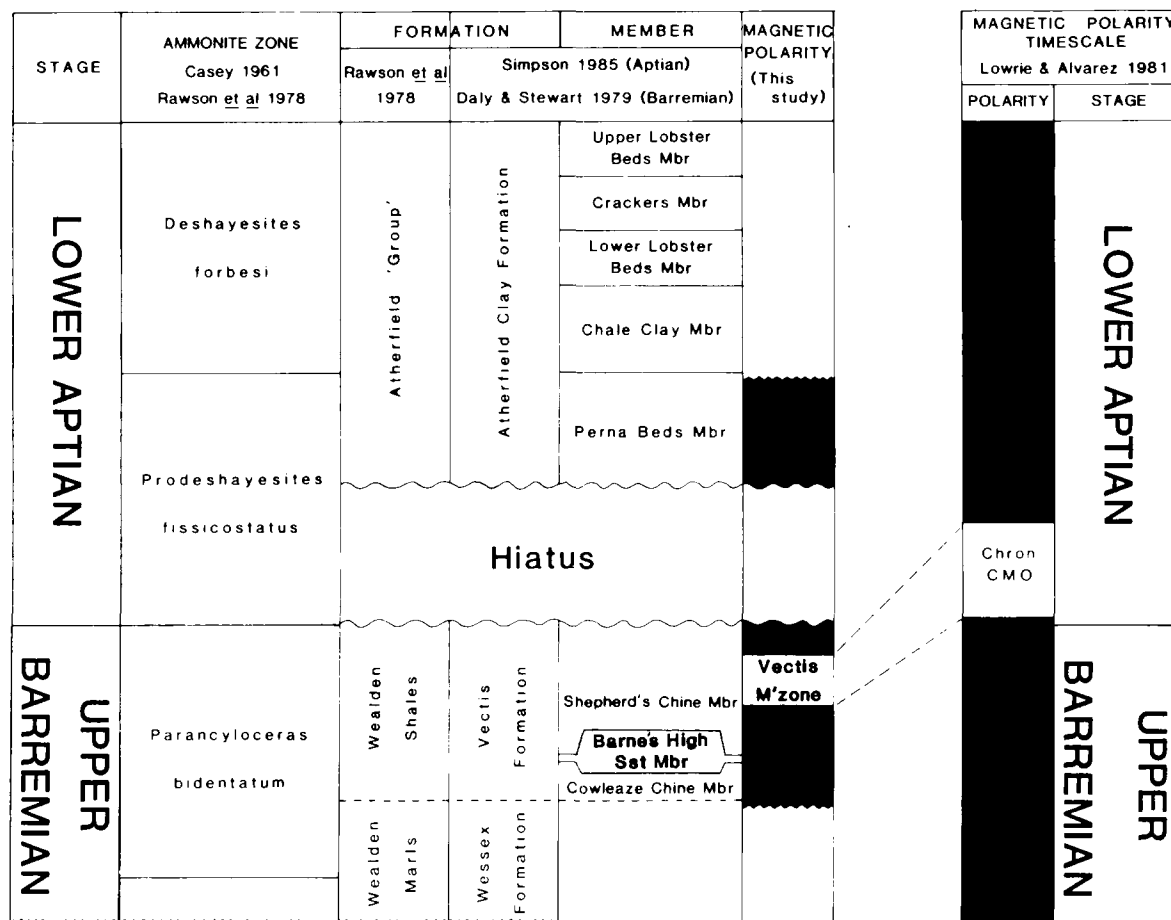 STAGE
AMMONITE ZONE
Casey 1961
Rawson et al 1978
FORMATION
MEMBER
Rawson et al
1978
Simpson 1985 (Aptian)
Daly & Stewart 1979 (Barremian)
MAGNETIC
POLARITY
(This
study)
MAGNETIC POLARITY
TIMESCALE
Lowrie & Alvarez 1981
POLARITY
STAGE
LOWER APTIAN
Deshayesites
forbesi
Prodeshayesites
fissicostatus
Atherfield 'Group'
Atherfield Clay Formation
Upper Lobster
Beds Mbr
Crackers Mbr
Lower Lobster
Beds Mbr
Chale Clay Mbr
Perna Beds Mbr
Hiatus
LOWER APTIAN
Chron
CMO
UPPER
BARREMIAN
Parancyloceras
bidentatum
Wealden
Shales
Vectis
Formation
Shepherd's Chine Mbr
Barne's High
Sst Mbr
Cowleaze Chine Mbr
Vectis
M'zone
Wealden
Marls
Wessex
Formation
UPPER
BARREMIAN